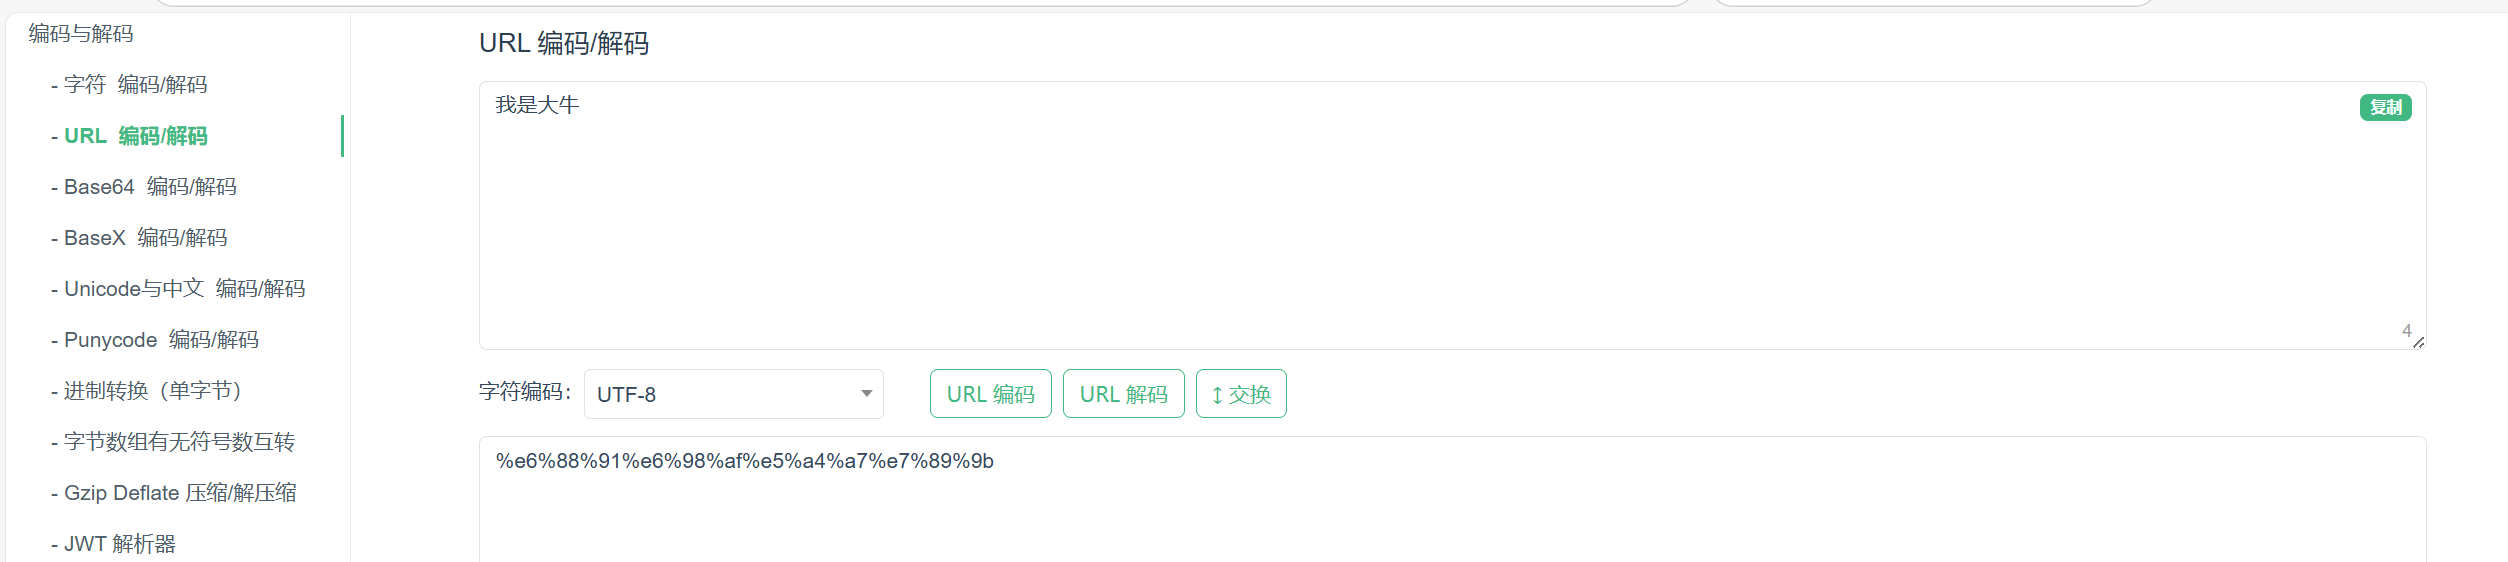 编码与解码
- 字符 编码/解码
- URL 编码/解码
- Base64 编码/解码
- BaseX 编码/解码
- Unicode与中文 编码/解码
- Punycode 编码/解码
- 进制转换（单字节）
- 字节数组有无符号数互转
- Gzip Deflate 压缩/解压缩
- JWT 解析器
URL 编码/解码
我是大牛
复制
4
字符编码： UTF-8 URL 编码 URL 解码 ↕ 交换
%e6%88%91%e6%98%af%e5%a4%a7%e7%89%9b